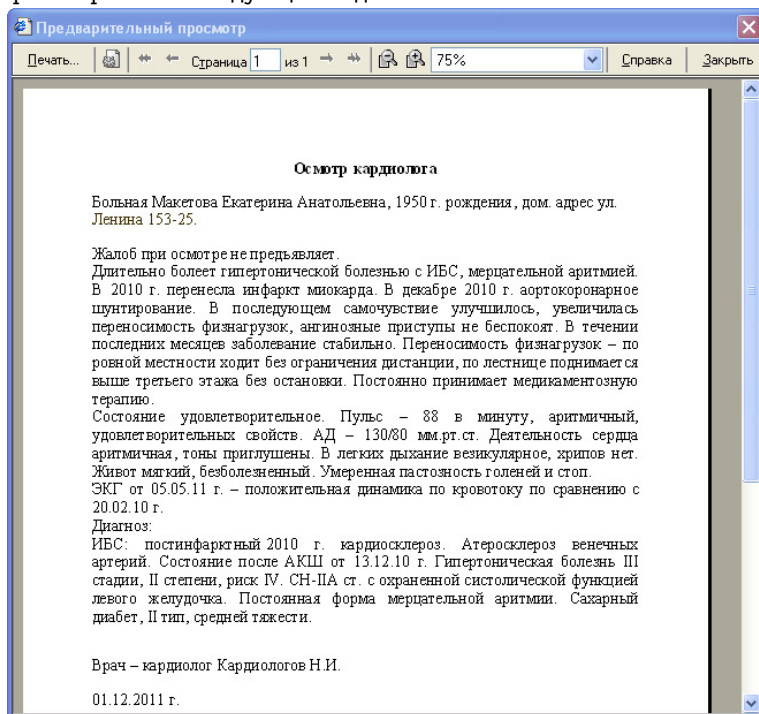 Предварительный просмотр
Печать... Страница 1 из 1 75% Справка Закрыть
Осмотр кардиолога
Больная Макетова Екатерина Анатольевна, 1950 г. рождения, дом. адрес ул.
Ленина 153-25.
Жалоб при осмотре не предъявляет.
Длительно болеет гипертонической болезнью с ИБС, мерцательной аритмией.
В 2010 г. перенесла инфаркт миокарда. В декабре 2010 г. аортокоронарное
шунтирование. В последующем самочувствие улучшилось, увеличилась
переносимость физнагрузок, ангинозные приступы не беспокоят. В течении
последних месяцев заболевание стабильно. Переносимость физнагрузок – по
ровной местности ходит без ограничения дистанции, по лестнице поднимается
выше третьего этажа без остановки. Постоянно принимает медикаментозную
терапию.
Состояние удовлетворительное. Пульс – 88 в минуту, аритмичный,
удовлетворительных свойств. АД – 130/80 мм.рт.ст. Деятельность сердца
аритмичная, тоны приглушены. В легких дыхание везикулярное, хрипов нет.
Живот мягкий, безболезненный. Умеренная пастозность голеней и стоп.
ЭКГ от 05.05.11 г. – положительная динамика по кровотоку по сравнению с
20.02.10 г.
Диагноз:
ИБС: постинфарктный 2010 г. кардиосклероз. Атеросклероз венечных
артерий. Состояние после АКШ от 13.12.10 г. Гипертоническая болезнь III
стадии, II степени, риск IV. СН-IIА ст. с охраненной систолической функцией
левого желудочка. Постоянная форма мерцательной аритмии. Сахарный
диабет, II тип, средней тяжести.
Врач – кардиолог Кардиологов Н.И.
01.12.2011 г.